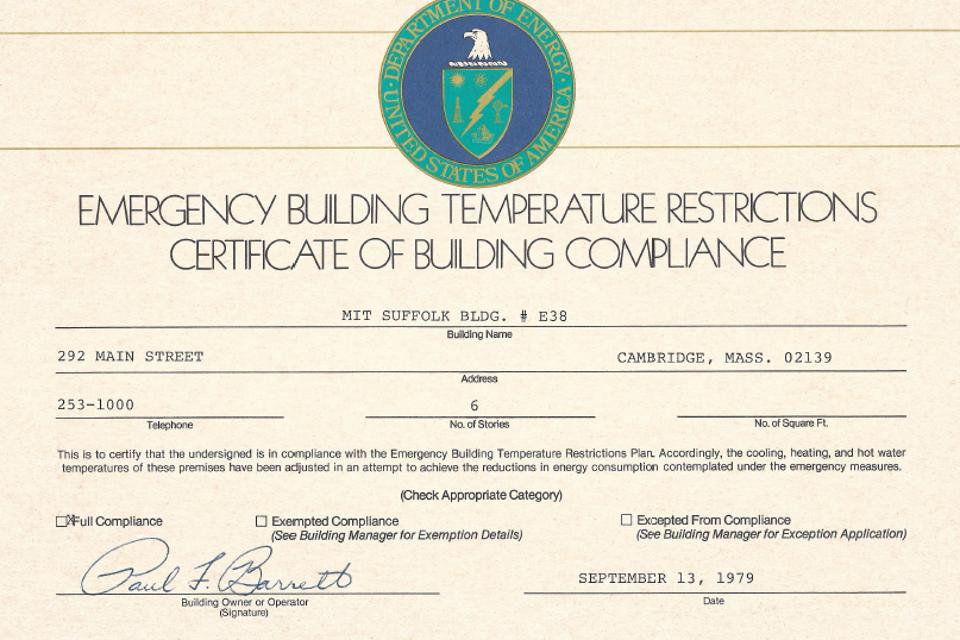 DEPARTMENT OF ENERGY
UNITED STATES OF AMERICA
EMERGENCY BUILDING TEMPERATURE RESTRICTIONS
CERTIFICATE OF BUILDING COMPLIANCE
MIT SUFFOLK BLDG. # E38
Building Name
292 MAIN STREET CAMBRIDGE, MASS. 02139
Address
253-1000 6
Telephone No. of Stories No. of Square Ft.
This is to certify that the undersigned is in compliance with the Emergency Building Temperature Restrictions Plan. Accordingly, the cooling, heating, and hot water
temperatures of these premises have been adjusted in an attempt to achieve the reductions in energy consumption contemplated under the emergency measures.
(Check Appropriate Category)
☐X Full Compliance ☐ Exempted Compliance ☐ Excepted From Compliance
(See Building Manager for Exemption Details) (See Building Manager for Exception Application)
Paul F. Barrett SEPTEMBER 13, 1979
Building Owner or Operator Date
(Signature)